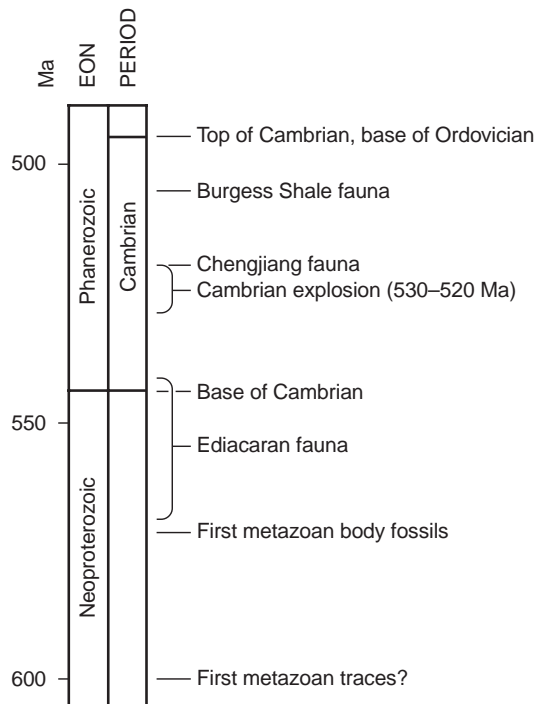 Ma
EON
PERIOD
Top of Cambrian, base of Ordovician
500
Burgess Shale fauna
Phanerozoic
Cambrian
Chengjiang fauna
Cambrian explosion (530–520 Ma)
Base of Cambrian
550
Ediacaran fauna
Neoproterozoic
First metazoan body fossils
600
First metazoan traces?